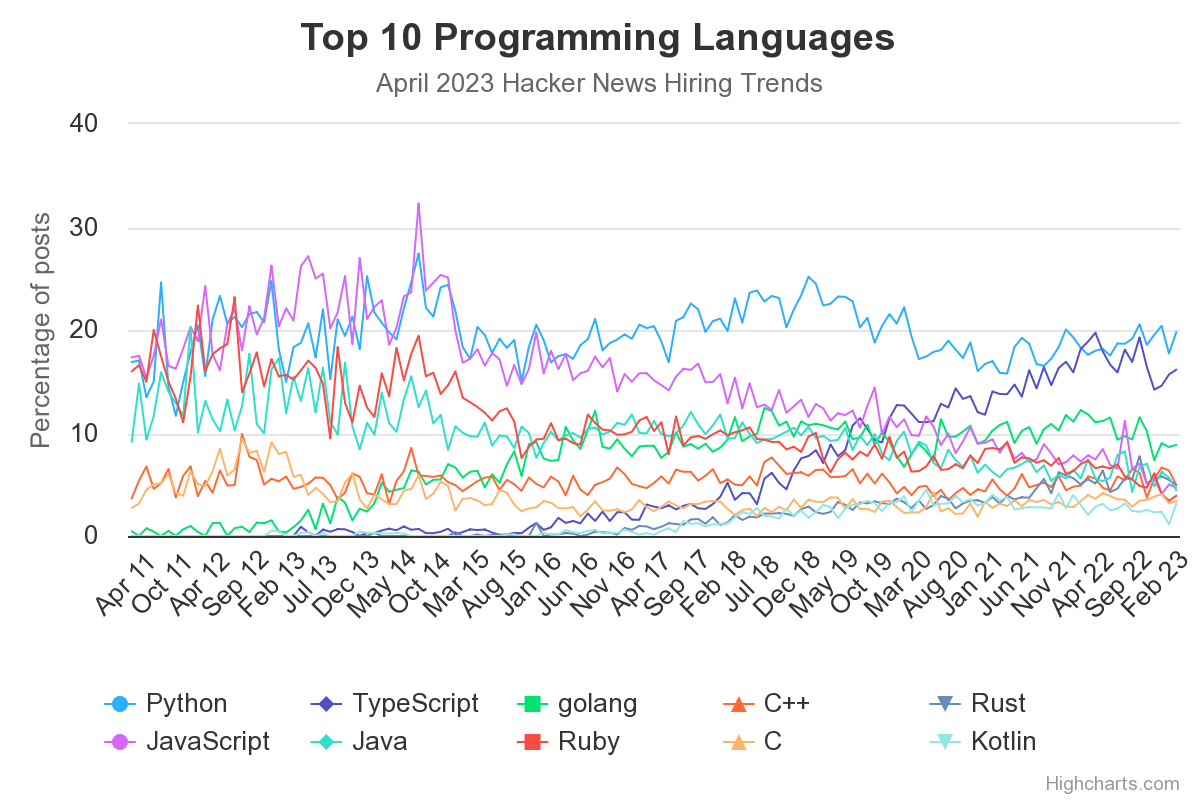 Top 10 Programming Languages
April 2023 Hacker News Hiring Trends
Percentage of posts
40
30
20
10
0
Apr 11
Oct 11
Apr 12
Sep 12
Feb 13
Jul 13
Dec 13
May 14
Oct 14
Mar 15
Aug 15
Jan 16
Jun 16
Nov 16
Apr 17
Sep 17
Feb 18
Jul 18
Dec 18
May 19
Oct 19
Mar 20
Aug 20
Jan 21
Jun 21
Nov 21
Apr 22
Sep 22
Feb 23
Python TypeScript golang C++ Rust
JavaScript Java Ruby C Kotlin
Highcharts.com